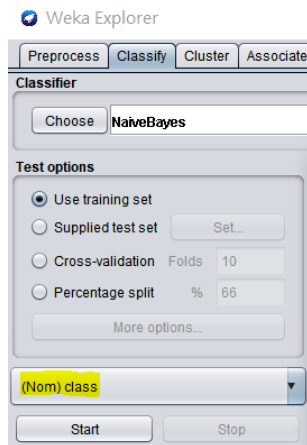 Weka Explorer
Preprocess Classify Cluster Associate
Classifier
Choose NaiveBayes
Test options
Use training set
Supplied test set Set...
Cross-validation Folds 10
Percentage split % 66
More options...
(Nom) class
Start Stop